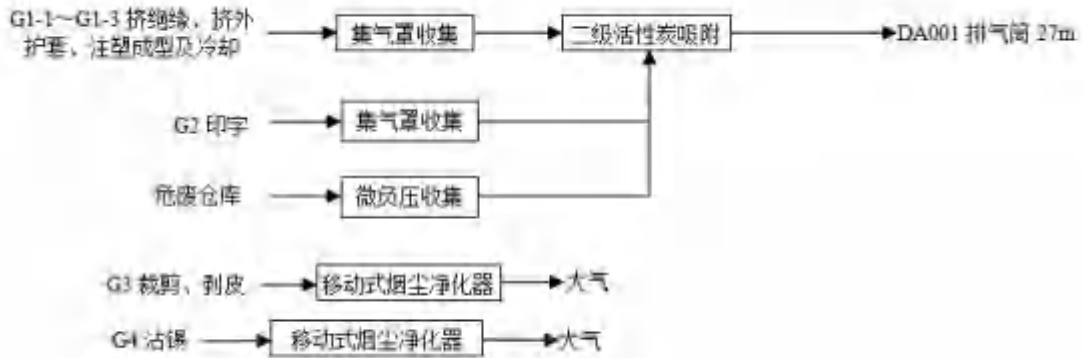 G1-1～G1-3 挤绝缘、挤外
护套、注塑成型及冷却
集气罩收集
二级活性炭吸附
DA001 排气筒 27m
G2 印字
集气罩收集
危废仓库
微负压收集
G3 裁剪、剥皮
移动式烟尘净化器
大气
G4 沾锡
移动式烟尘净化器
大气